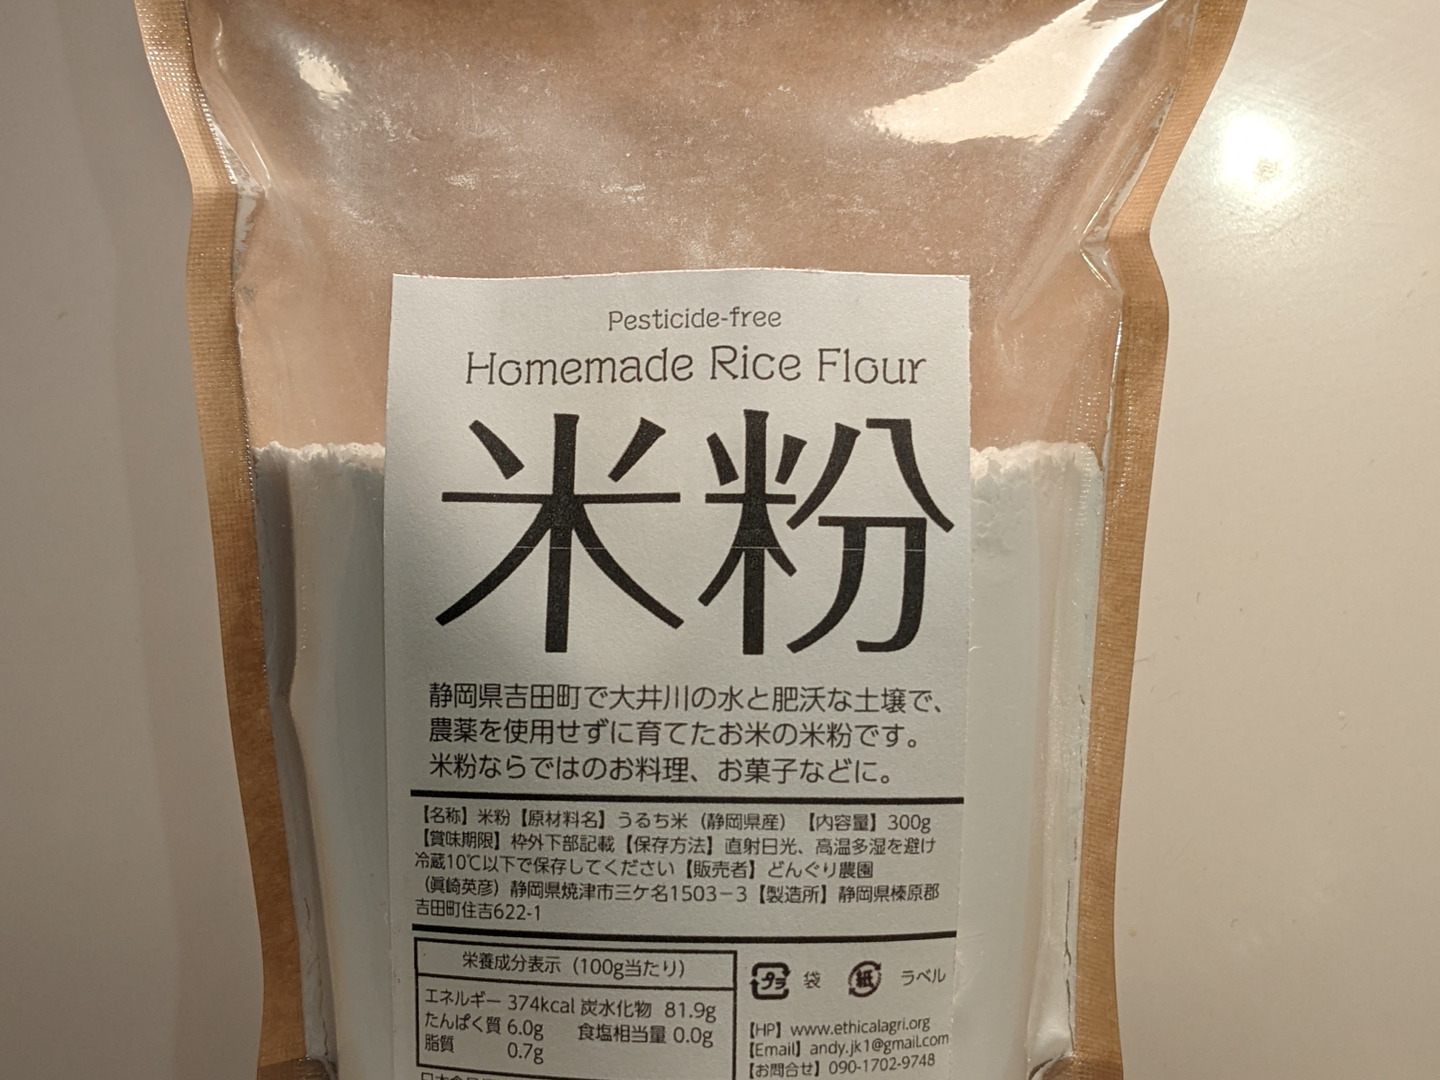 Pesticide-free
Homemade Rice Flour
米粉
静岡県吉田町で大井川の水と肥沃な土壌で、
農薬を使用せずに育てたお米の米粉です。
米粉ならではのお料理、お菓子などに。
【名称】米粉【原材料名】うるち米（静岡県産）【内容量】300g
【賞味期限】枠外下部記載【保存方法】直射日光、高温多湿を避け
冷蔵10℃以下で保存してください【販売者】どんぐり農園
（眞崎英彦）静岡県焼津市三ケ名1503－3【製造所】静岡県榛原郡
吉田町住吉622-1
栄養成分表示（100g当たり）
エネルギー 374kcal 炭水化物 81.9g
たんぱく質 6.0g 食塩相当量 0.0g
脂質 0.7g
プラ 袋 紙 ラベル
【HP】www.ethicalagri.org
【Email】andy.jk1@gmail.com
【お問合せ】090-1702-9748